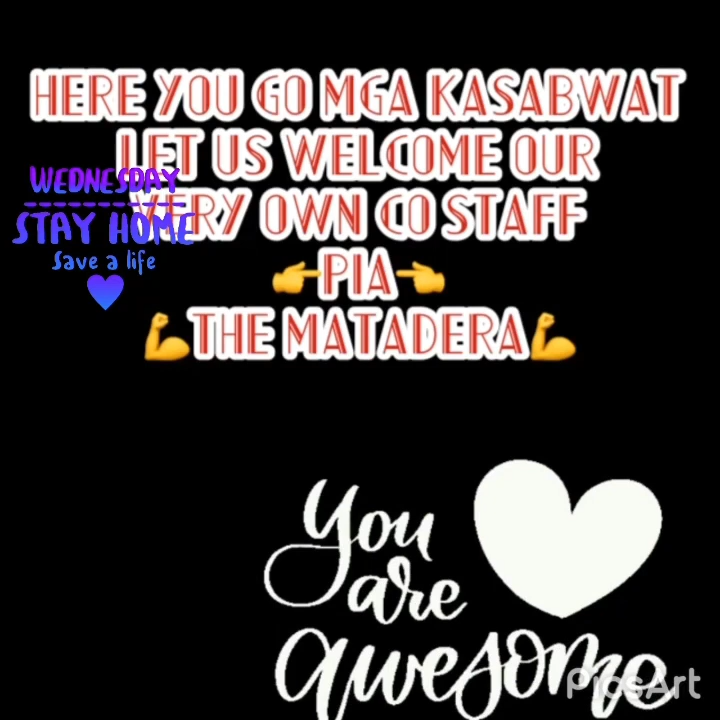 HERE YOU GO MGA KASABWAT
LET US WELCOME OUR
VERY OWN CO STAFF
👉PIA👈
💪THE MATADERA💪
WEDNESDAY
STAY HOME
Save a life
You
are
awesome
PicsArt